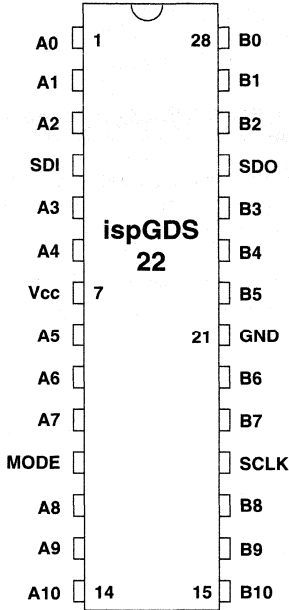 A0 1 28 B0
A1 B1
A2 B2
SDI SDO
A3 B3
ispGDS
A4 B4
22
Vcc 7 B5
A5 21 GND
A6 B6
A7 B7
MODE SCLK
A8 B8
A9 B9
A10 14 15 B10